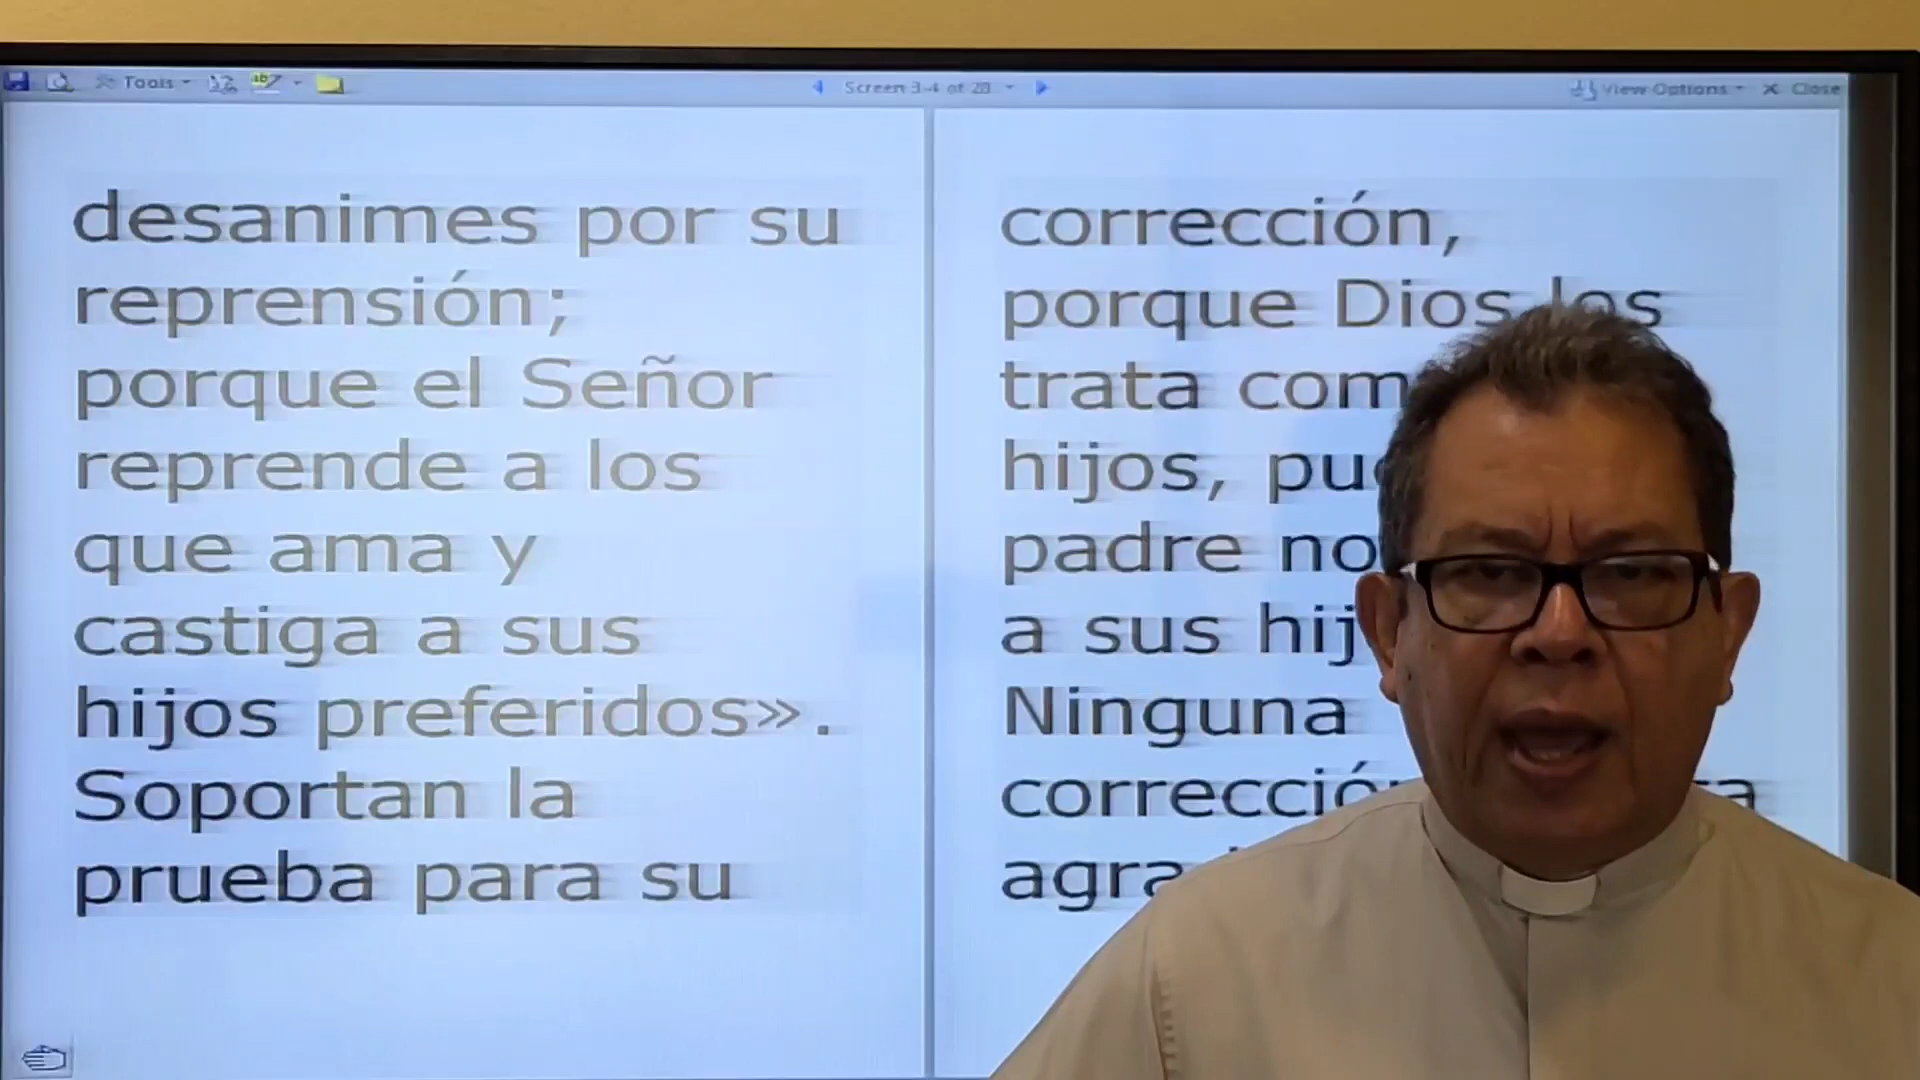 Tools
Screen 3-4 of 28
View Options
Close
desanimes por su
reprensión;
porque el Señor
reprende a los
que ama y
castiga a sus
hijos preferidos».
Soportan la
prueba para su
corrección,
porque Dios los
trata com
hijos, pu
padre no
a sus hij
Ninguna
correcció
agra